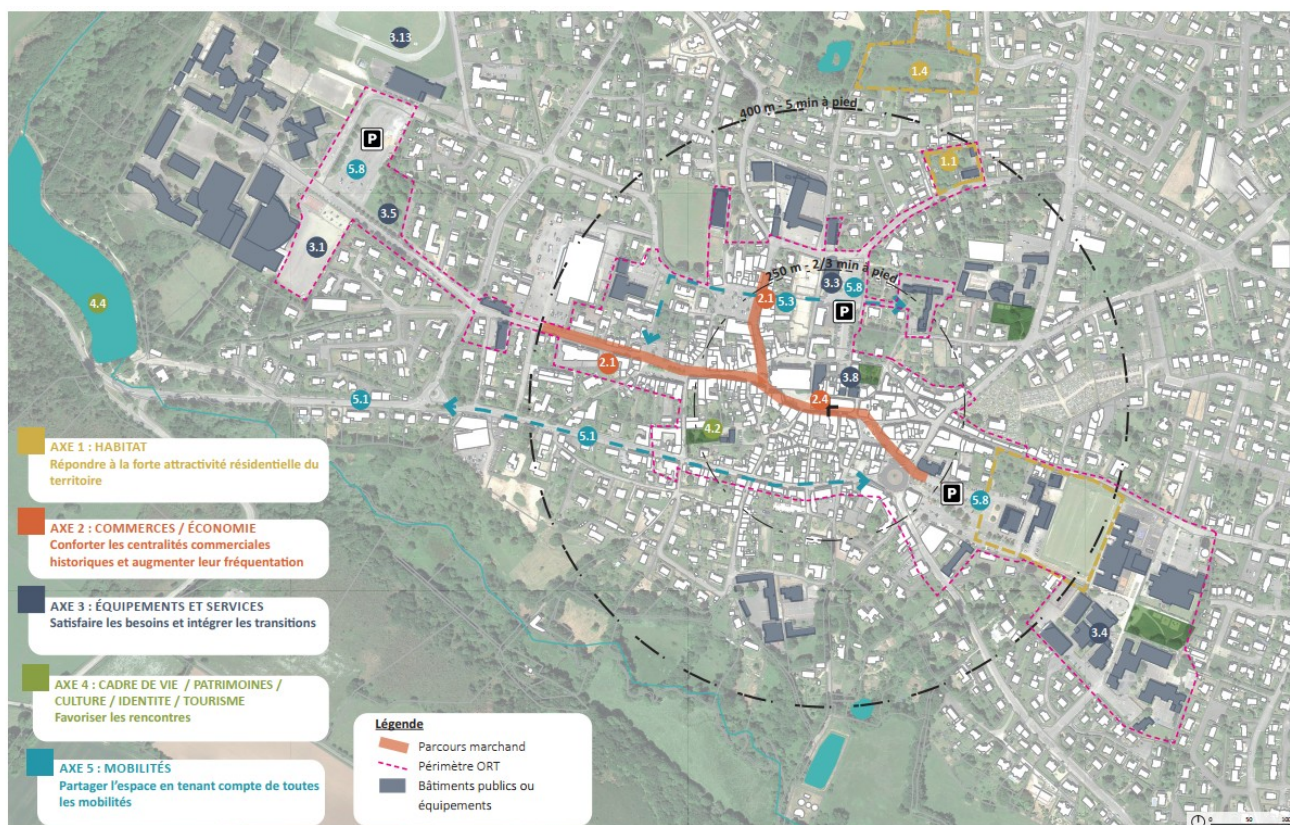 3.13
1.4
400 m - 5 min à pied
P
5.8
1.1
3.5
3.1
250 m - 2/3 min à pied
3.3
5.8
2.1
5.3
P
4.4
2.1
3.8
5.1
2.4
4.2
5.1
P
5.8
3.4
AXE 1 : HABITAT
Répondre à la forte attractivité résidentielle du
territoire
AXE 2 : COMMERCES / ÉCONOMIE
Conforter les centralités commerciales
historiques et augmenter leur fréquentation
AXE 3 : ÉQUIPEMENTS ET SERVICES
Satisfaire les besoins et intégrer les transitions
AXE 4 : CADRE DE VIE / PATRIMOINES /
CULTURE / IDENTITE / TOURISME
Favoriser les rencontres
AXE 5 : MOBILITÉS
Partager l'espace en tenant compte de toutes
les mobilités
Légende
Parcours marchand
Périmètre ORT
Bâtiments publics ou
équipements
0 50 100